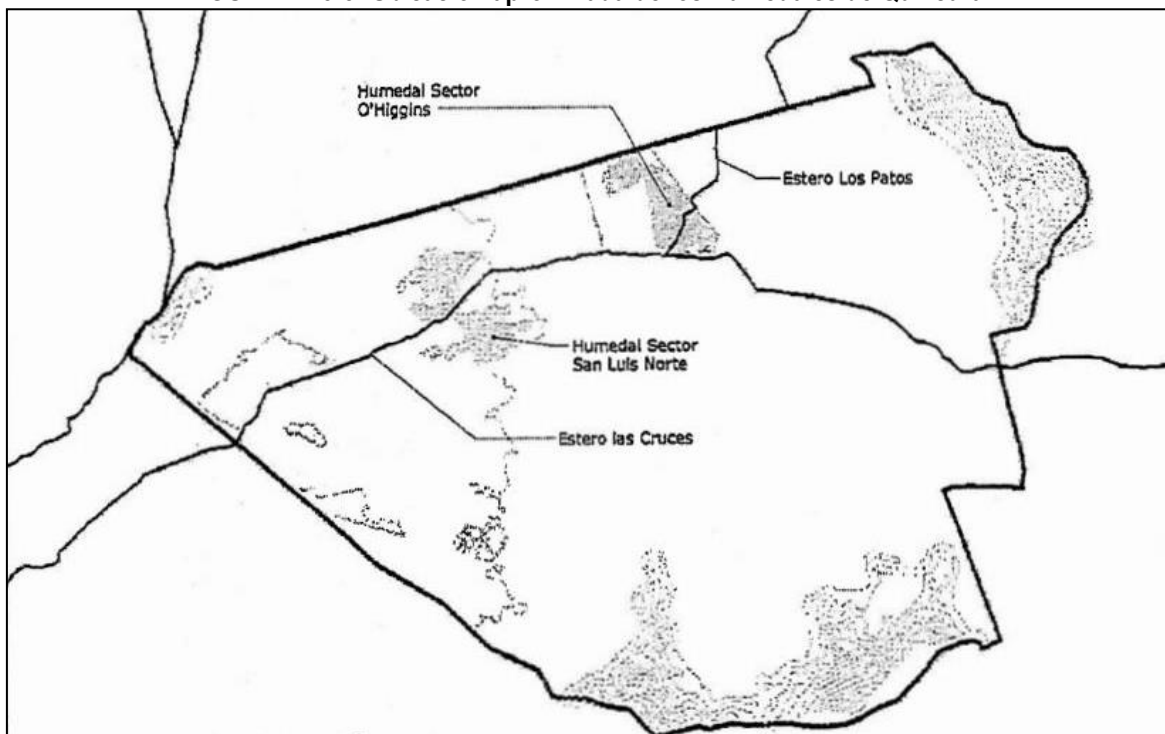 Humedal Sector
O'Higgins
Estero Los Patos
Humedal Sector
San Luis Norte
Estero las Cruces